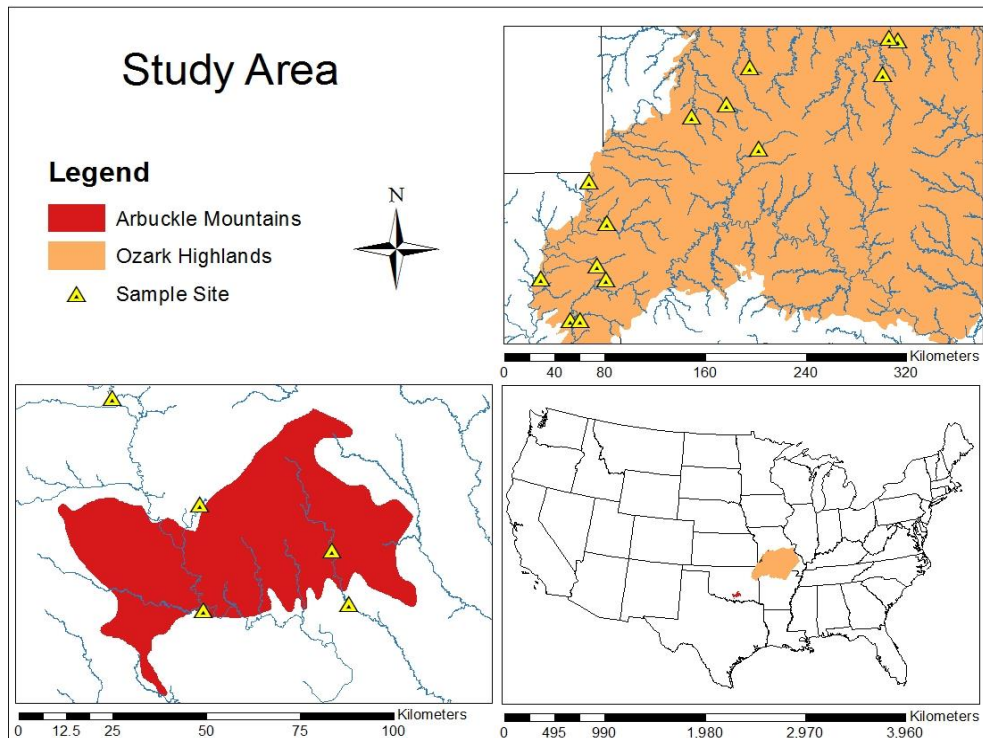 Study Area
Legend
Arbuckle Mountains
Ozark Highlands
Sample Site
N
Kilometers
0 40 80 160 240 320
Kilometers
0 12.5 25 50 75 100
Kilometers
0 495 990 1,980 2,970 3,960